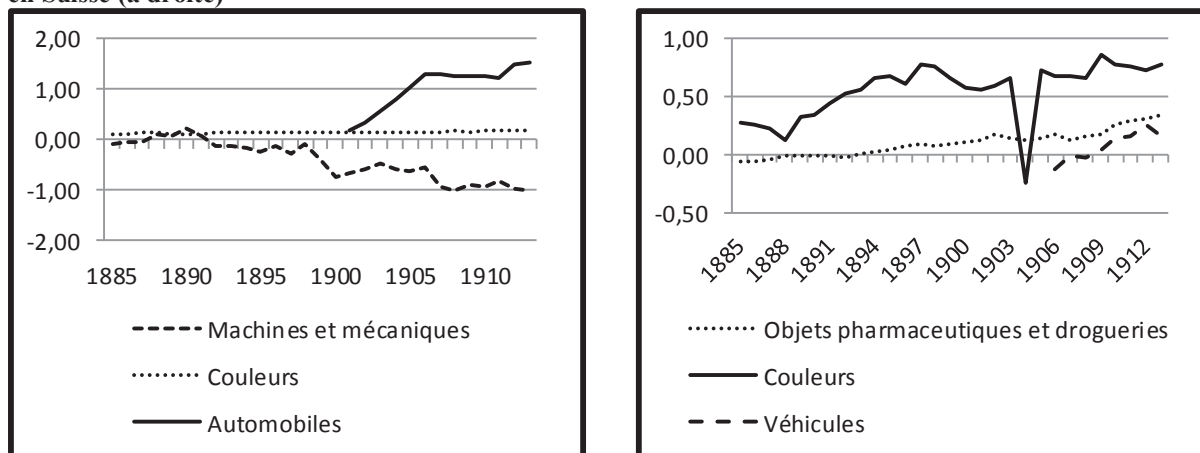 en Suisse (à droite)
2,00
1,00
0,00
-1,00
-2,00
1885 1890 1895 1900 1905 1910
Machines et mécaniques
Couleurs
Automobiles
1,00
0,50
0,00
-0,50
1885 1888 1891 1894 1897 1900 1903 1906 1909 1912
Objets pharmaceutiques et drogueries
Couleurs
Véhicules